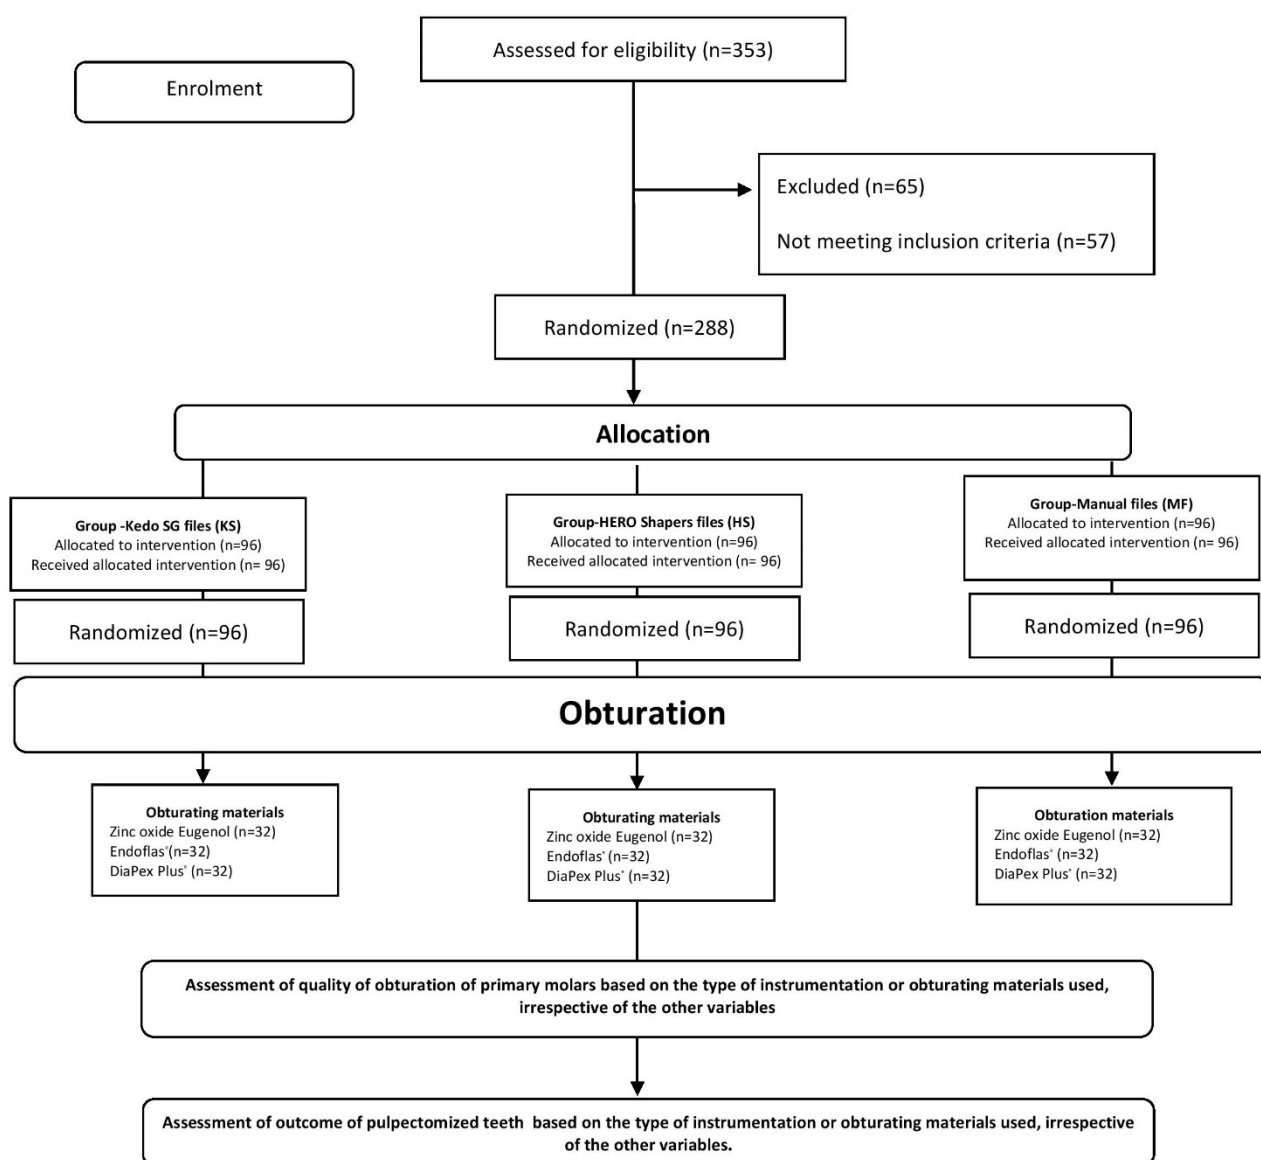 Assessed for eligibility (n=353)
Enrolment
Excluded (n=65)
Not meeting inclusion criteria (n=57)
Randomized (n=288)
Allocation
Group -Kedo SG files (KS)
Allocated to intervention (n=96)
Received allocated intervention (n= 96)
Group-HERO Shapers files (HS)
Allocated to intervention (n=96)
Received allocated intervention (n= 96)
Group-Manual files (MF)
Allocated to intervention (n=96)
Received allocated intervention (n= 96)
Randomized (n=96)
Randomized (n=96)
Randomized (n=96)
Obturation
Obturating materials
Zinc oxide Eugenol (n=32)
Endoflas®(n=32)
DiaPex Plus® (n=32)
Obturating materials
Zinc oxide Eugenol (n=32)
Endoflas® (n=32)
DiaPex Plus® (n=32)
Obturation materials
Zinc oxide Eugenol (n=32)
Endoflas® (n=32)
DiaPex Plus® (n=32)
Assessment of quality of obturation of primary molars based on the type of instrumentation or obturating materials used,
irrespective of the other variables
Assessment of outcome of pulpectomized teeth based on the type of instrumentation or obturating materials used, irrespective
of the other variables.